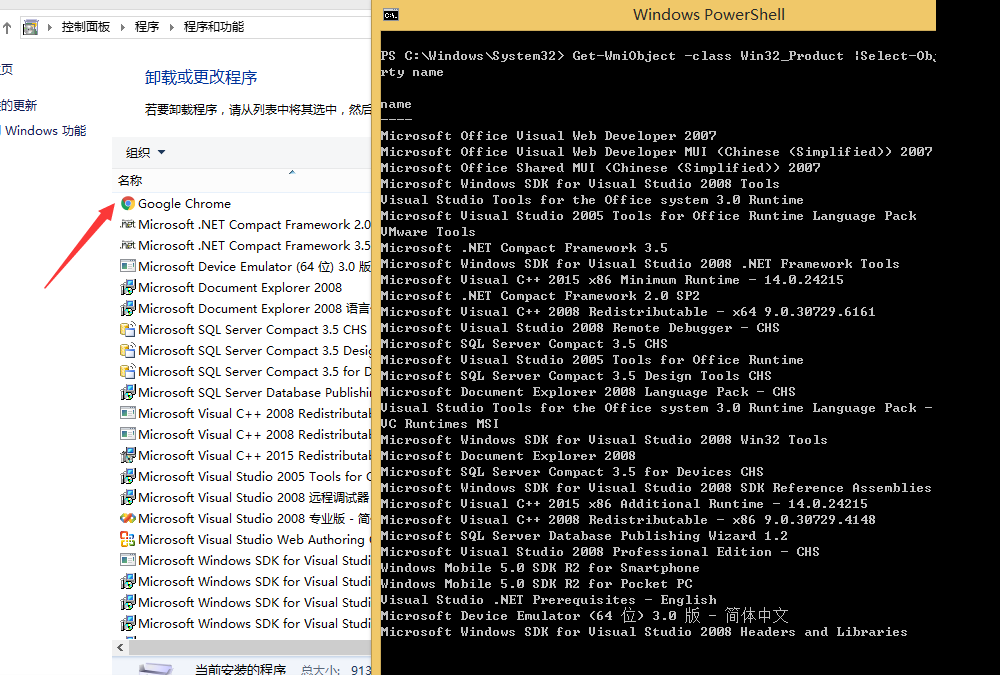 控制面板
程序
程序和功能
页
的更新
Windows 功能
卸载或更改程序
若要卸载程序，请从列表中将其选中，然后
组织
名称
Google Chrome
Microsoft .NET Compact Framework 2.0
Microsoft .NET Compact Framework 3.5
Microsoft Device Emulator (64 位) 3.0 版
Microsoft Document Explorer 2008
Microsoft Document Explorer 2008 语言
Microsoft SQL Server Compact 3.5 CHS
Microsoft SQL Server Compact 3.5 Desig
Microsoft SQL Server Compact 3.5 for D
Microsoft SQL Server Database Publishin
Microsoft Visual C++ 2008 Redistributab
Microsoft Visual C++ 2008 Redistributab
Microsoft Visual C++ 2015 Redistributab
Microsoft Visual Studio 2005 Tools for O
Microsoft Visual Studio 2008 远程调试器
Microsoft Visual Studio 2008 专业版 - 简
Microsoft Visual Studio Web Authoring
Microsoft Windows SDK for Visual Studi
Microsoft Windows SDK for Visual Studi
Microsoft Windows SDK for Visual Studi
Microsoft Windows SDK for Visual Studi
当前安装的程序 总大小: 913
Windows PowerShell
PS C:\Windows\System32> Get-WmiObject -class Win32_Product |Select-Obj
rty name
name
----
Microsoft Office Visual Web Developer 2007
Microsoft Office Visual Web Developer MUI (Chinese (Simplified)) 2007
Microsoft Office Shared MUI (Chinese (Simplified)) 2007
Microsoft Windows SDK for Visual Studio 2008 Tools
Visual Studio Tools for the Office system 3.0 Runtime
Microsoft Visual Studio 2005 Tools for Office Runtime Language Pack
VMware Tools
Microsoft .NET Compact Framework 3.5
Microsoft Windows SDK for Visual Studio 2008 .NET Framework Tools
Microsoft Visual C++ 2015 x86 Minimum Runtime - 14.0.24215
Microsoft .NET Compact Framework 2.0 SP2
Microsoft Visual C++ 2008 Redistributable - x64 9.0.30729.6161
Microsoft Visual Studio 2008 Remote Debugger - CHS
Microsoft SQL Server Compact 3.5 CHS
Microsoft Visual Studio 2005 Tools for Office Runtime
Microsoft SQL Server Compact 3.5 Design Tools CHS
Microsoft Document Explorer 2008 Language Pack - CHS
Visual Studio Tools for the Office system 3.0 Runtime Language Pack -
VC Runtimes MSI
Microsoft Windows SDK for Visual Studio 2008 Win32 Tools
Microsoft Document Explorer 2008
Microsoft SQL Server Compact 3.5 for Devices CHS
Microsoft Windows SDK for Visual Studio 2008 SDK Reference Assemblies
Microsoft Visual C++ 2015 x86 Additional Runtime - 14.0.24215
Microsoft Visual C++ 2008 Redistributable - x86 9.0.30729.4148
Microsoft SQL Server Database Publishing Wizard 1.2
Microsoft Visual Studio 2008 Professional Edition - CHS
Windows Mobile 5.0 SDK R2 for Smartphone
Windows Mobile 5.0 SDK R2 for Pocket PC
Visual Studio .NET Prerequisites - English
Microsoft Device Emulator (64 位) 3.0 版 - 简体中文
Microsoft Windows SDK for Visual Studio 2008 Headers and Libraries